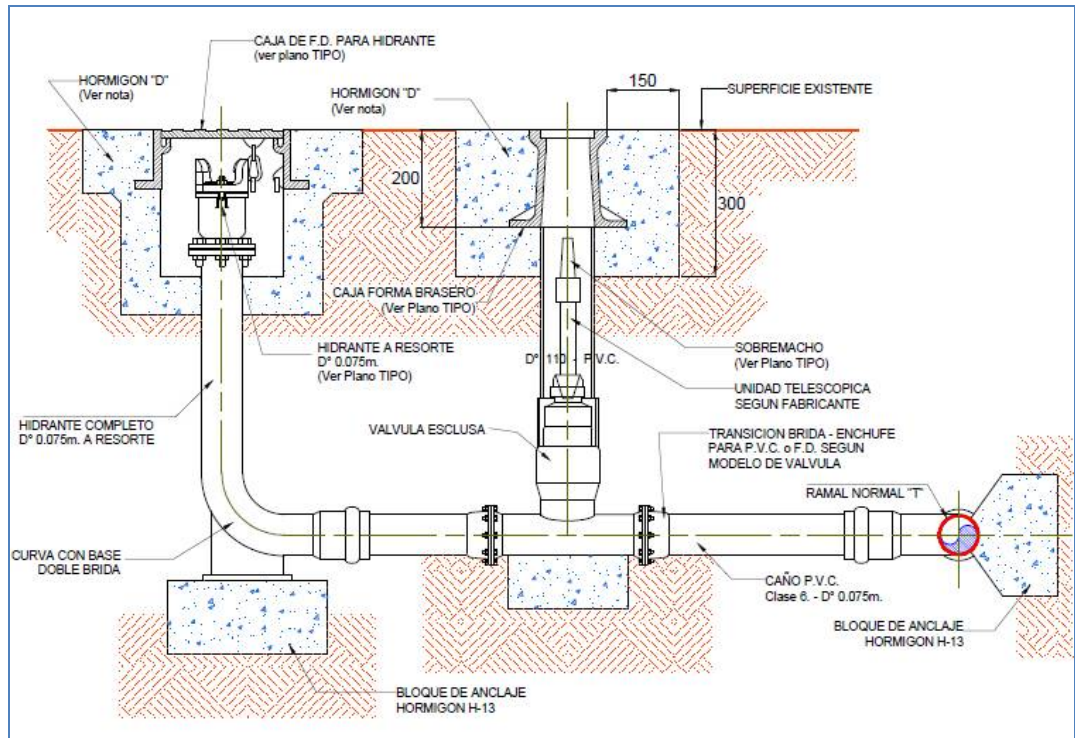 CAJA DE F.D. PARA HIDRANTE
(ver plano TIPO)
HORMIGON "D"
(Ver nota)
HORMIGON "D"
(Ver nota)
150
SUPERFICIE EXISTENTE
200
300
CAJA FORMA BRASERO
(Ver Plano TIPO)
HIDRANTE A RESORTE
D° 0.075m.
(Ver Plano TIPO)
SOBREMACHO
(Ver Plano TIPO)
D° 110 - P.V.C.
UNIDAD TELESCOPICA
SEGUN FABRICANTE
HIDRANTE COMPLETO
D° 0.075m. A RESORTE
VALVULA ESCLUSA
TRANSICION BRIDA - ENCHUFE
PARA P.V.C. o F.D. SEGUN
MODELO DE VALVULA
RAMAL NORMAL "T"
CURVA CON BASE
DOBLE BRIDA
CAÑO P.V.C.
Clase 6. - D° 0.075m.
BLOQUE DE ANCLAJE
HORMIGON H-13
BLOQUE DE ANCLAJE
HORMIGON H-13